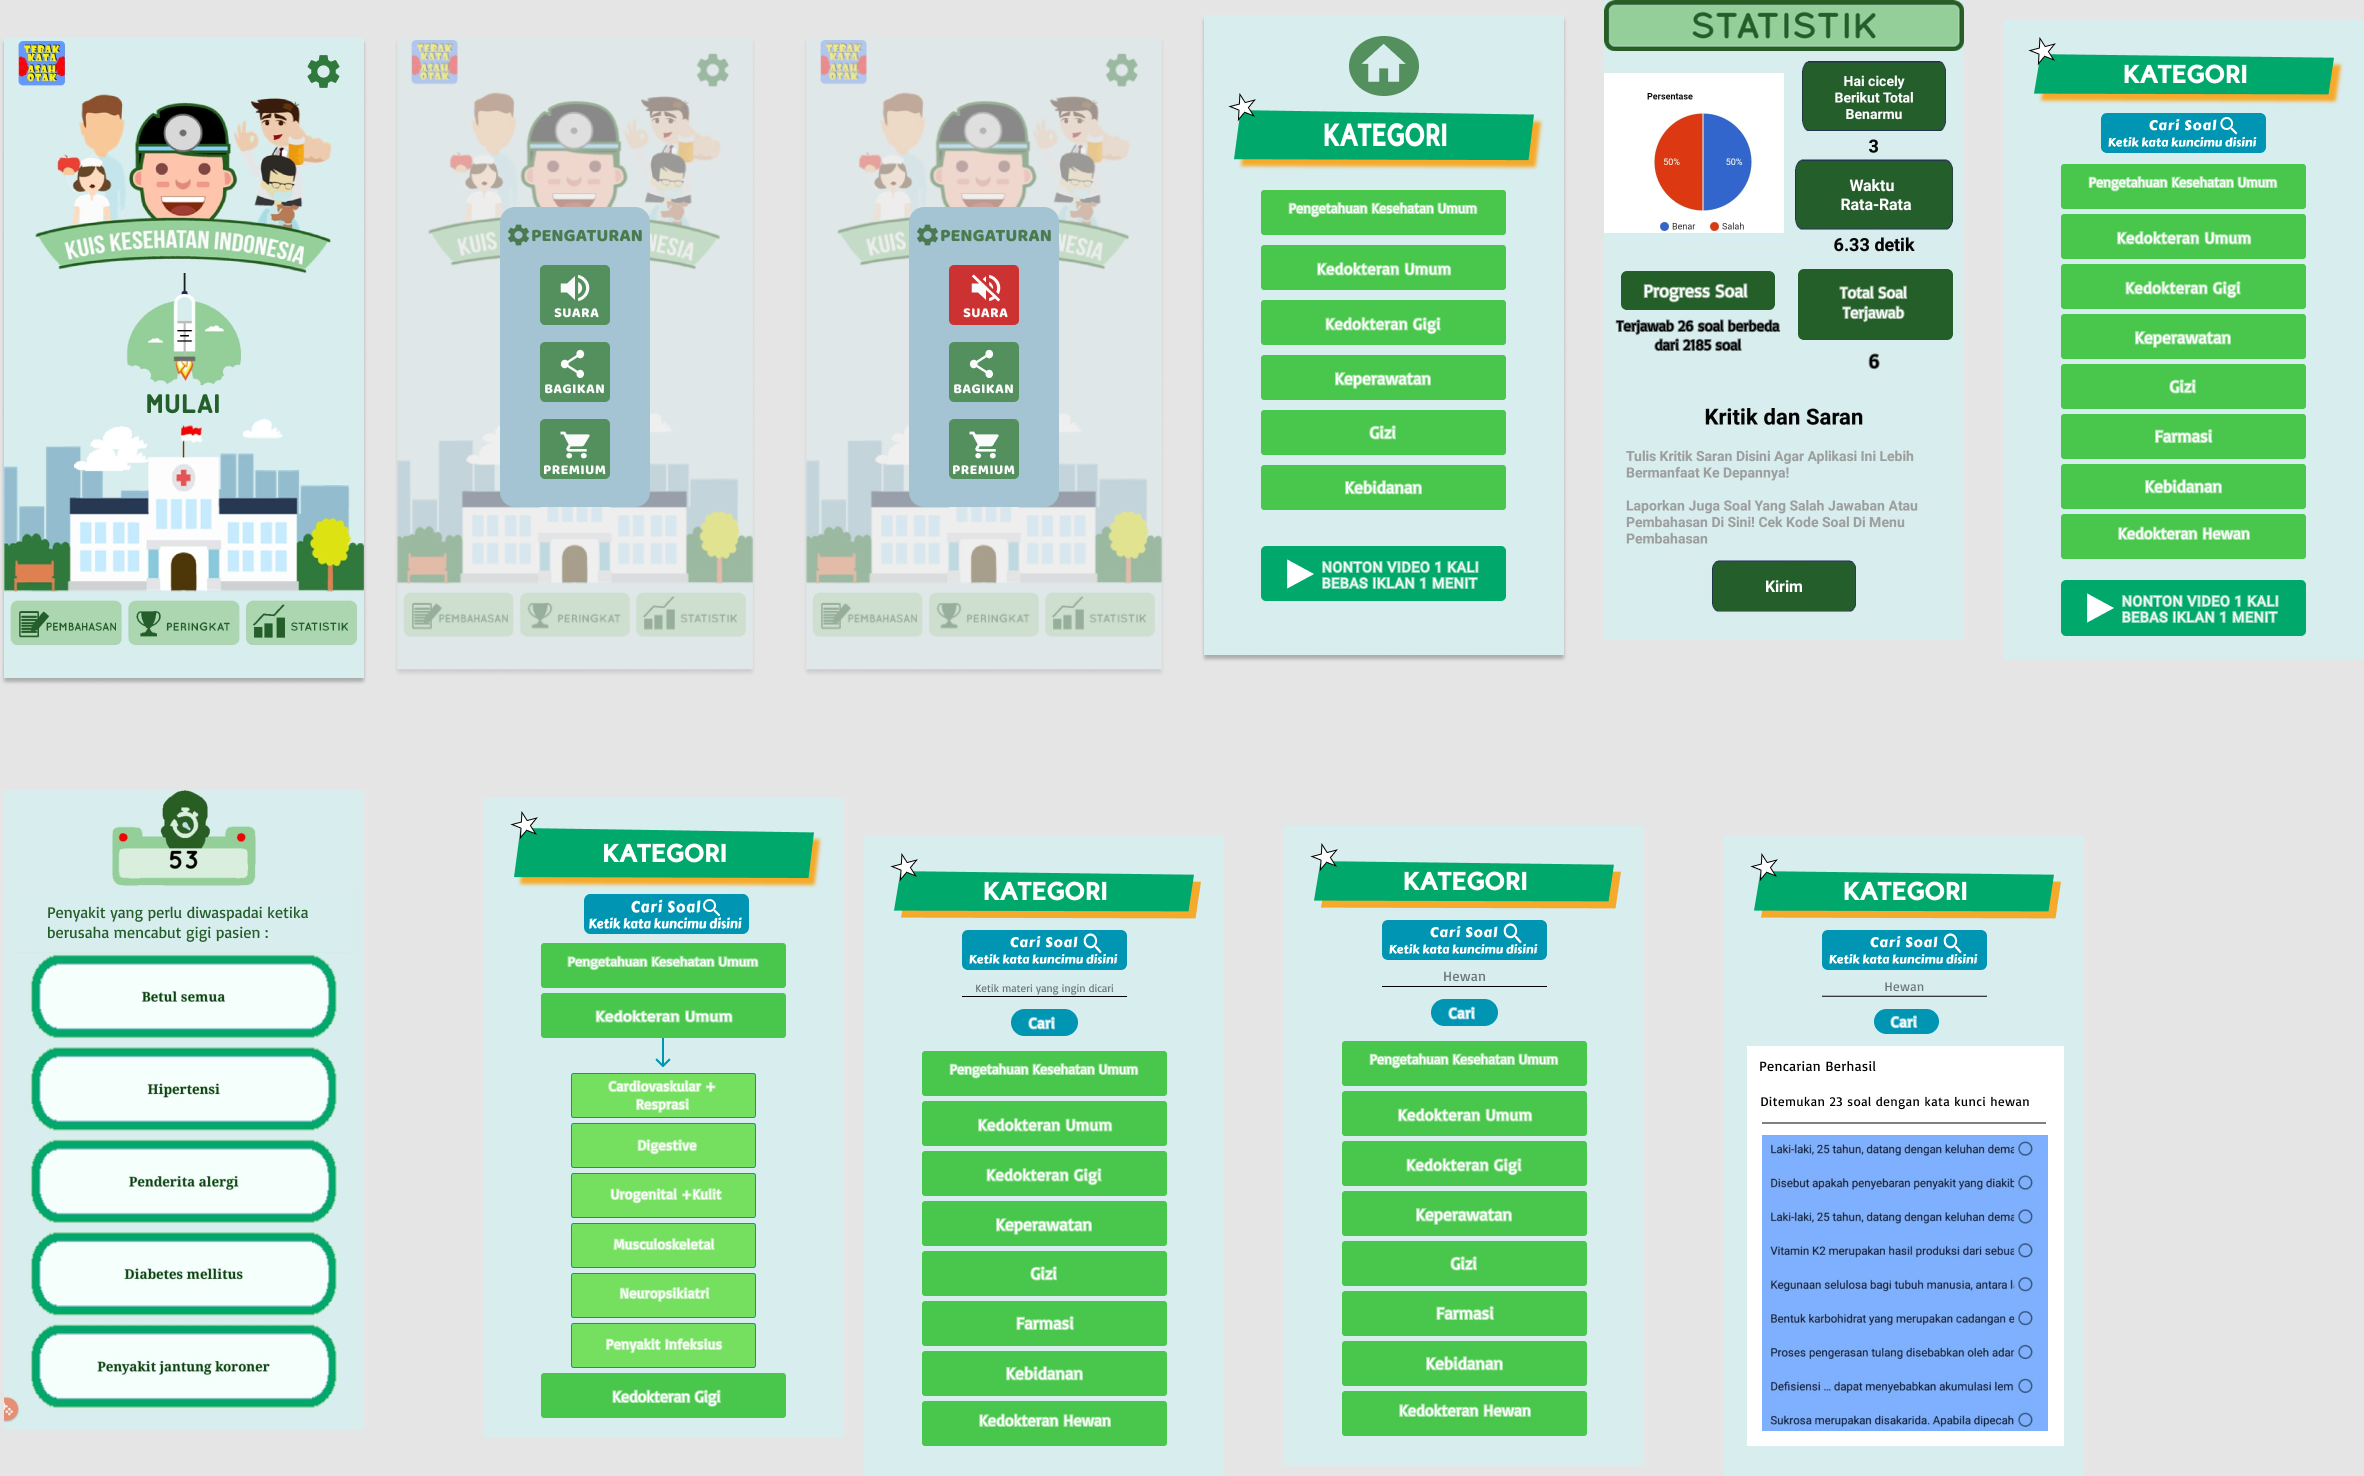 TEBAK
KATA
ASAH
OTAK
KUIS KESEHATAN INDONESIA
MULAI
PEMBAHASAN
PERINGKAT
STATISTIK
TEBAK
KATA
ASAH
OTAK
KUIS
NESIA
PENGATURAN
SUARA
BAGIKAN
PREMIUM
PEMBAHASAN
PERINGKAT
STATISTIK
TEBAK
KATA
ASAH
OTAK
KUIS
NESIA
PENGATURAN
SUARA
BAGIKAN
PREMIUM
PEMBAHASAN
PERINGKAT
STATISTIK
KATEGORI
Pengetahuan Kesehatan Umum
Kedokteran Umum
Kedokteran Gigi
Keperawatan
Gizi
Kebidanan
NONTON VIDEO 1 KALI
BEBAS IKLAN 1 MENIT
STATISTIK
Persentase
50%
50%
Benar
Salah
Hai cicely
Berikut Total
Benarmu
3
Waktu
Rata-Rata
6.33 detik
Progress Soal
Terjawab 26 soal berbeda
dari 2185 soal
Total Soal
Terjawab
6
Kritik dan Saran
Tulis Kritik Saran Disini Agar Aplikasi Ini Lebih
Bermanfaat Ke Depannya!
Laporkan Juga Soal Yang Salah Jawaban Atau
Pembahasan Di Sini! Cek Kode Soal Di Menu
Pembahasan
Kirim
KATEGORI
Cari Soal
Ketik kata kuncimu disini
Pengetahuan Kesehatan Umum
Kedokteran Umum
Kedokteran Gigi
Keperawatan
Gizi
Farmasi
Kebidanan
Kedokteran Hewan
NONTON VIDEO 1 KALI
BEBAS IKLAN 1 MENIT
53
Penyakit yang perlu diwaspadai ketika
berusaha mencabut gigi pasien :
Betul semua
Hipertensi
Penderita alergi
Diabetes mellitus
Penyakit jantung koroner
KATEGORI
Cari Soal
Ketik kata kuncimu disini
Pengetahuan Kesehatan Umum
Kedokteran Umum
Cardiovaskular +
Resprasi
Digestive
Urogenital +Kulit
Musculoskeletal
Neuropsikiatri
Penyakit Infeksius
Kedokteran Gigi
KATEGORI
Cari Soal
Ketik kata kuncimu disini
Ketik materi yang ingin dicari
Cari
Pengetahuan Kesehatan Umum
Kedokteran Umum
Kedokteran Gigi
Keperawatan
Gizi
Farmasi
Kebidanan
Kedokteran Hewan
KATEGORI
Cari Soal
Ketik kata kuncimu disini
Hewan
Cari
Pengetahuan Kesehatan Umum
Kedokteran Umum
Kedokteran Gigi
Keperawatan
Gizi
Farmasi
Kebidanan
Kedokteran Hewan
KATEGORI
Cari Soal
Ketik kata kuncimu disini
Hewan
Cari
Pencarian Berhasil
Ditemukan 23 soal dengan kata kunci hewan
Laki-laki, 25 tahun, datang dengan keluhan dema
Disebut apakah penyebaran penyakit yang diakib
Laki-laki, 25 tahun, datang dengan keluhan dema
Vitamin K2 merupakan hasil produksi dari sebua
Kegunaan selulosa bagi tubuh manusia, antara l
Bentuk karbohidrat yang merupakan cadangan e
Proses pengerasan tulang disebabkan oleh adar
Defisiensi ... dapat menyebabkan akumulasi lem
Sukrosa merupakan disakarida. Apabila dipecah